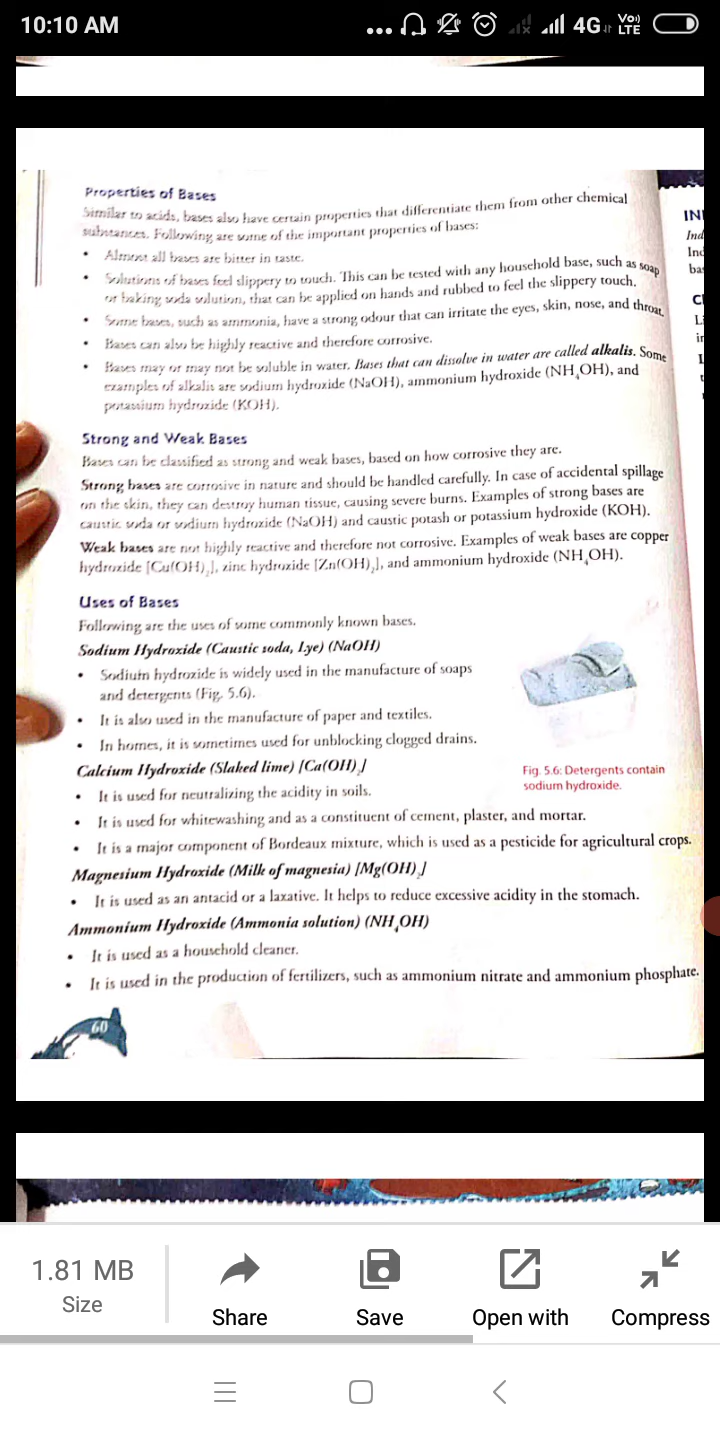 10:10 AM
4G
Vo)) LTE
Properties of Bases
Similar to acids, bases also have certain properties that differentiate them from other chemical
substances. Following are some of the important properties of bases:
• Almost all bases are bitter in taste.
• Solutions of bases feel slippery to touch. This can be tested with any household base, such as soap
or baking soda solution, that can be applied on hands and rubbed to feel the slippery touch.
• Some bases, such as ammonia, have a strong odour that can irritate the eyes, skin, nose, and throat.
• Bases can also be highly reactive and therefore corrosive.
• Bases may or may not be soluble in water. Bases that can dissolve in water are called alkalis. Some
examples of alkalis are sodium hydroxide (NaOH), ammonium hydroxide (NH₄OH), and
potassium hydroxide (KOH).
Strong and Weak Bases
Bases can be classified as strong and weak bases, based on how corrosive they are.
Strong bases are corrosive in nature and should be handled carefully. In case of accidental spillage
on the skin, they can destroy human tissue, causing severe burns. Examples of strong bases are
caustic soda or sodium hydroxide (NaOH) and caustic potash or potassium hydroxide (KOH).
Weak bases are not highly reactive and therefore not corrosive. Examples of weak bases are copper
hydroxide [Cu(OH)₂], zinc hydroxide [Zn(OH)₂], and ammonium hydroxide (NH₄OH).
Uses of Bases
Following are the uses of some commonly known bases.
Sodium Hydroxide (Caustic soda, Lye) (NaOH)
• Sodium hydroxide is widely used in the manufacture of soaps
and detergents (Fig. 5.6).
• It is also used in the manufacture of paper and textiles.
• In homes, it is sometimes used for unblocking clogged drains.
Fig. 5.6: Detergents contain
sodium hydroxide.
Calcium Hydroxide (Slaked lime) [Ca(OH)₂]
• It is used for neutralizing the acidity in soils.
• It is used for whitewashing and as a constituent of cement, plaster, and mortar.
• It is a major component of Bordeaux mixture, which is used as a pesticide for agricultural crops.
Magnesium Hydroxide (Milk of magnesia) [Mg(OH)₂]
• It is used as an antacid or a laxative. It helps to reduce excessive acidity in the stomach.
Ammonium Hydroxide (Ammonia solution) (NH₄OH)
• It is used as a household cleaner.
• It is used in the production of fertilizers, such as ammonium nitrate and ammonium phosphate.
60
1.81 MB
Size
Share
Save
Open with
Compress